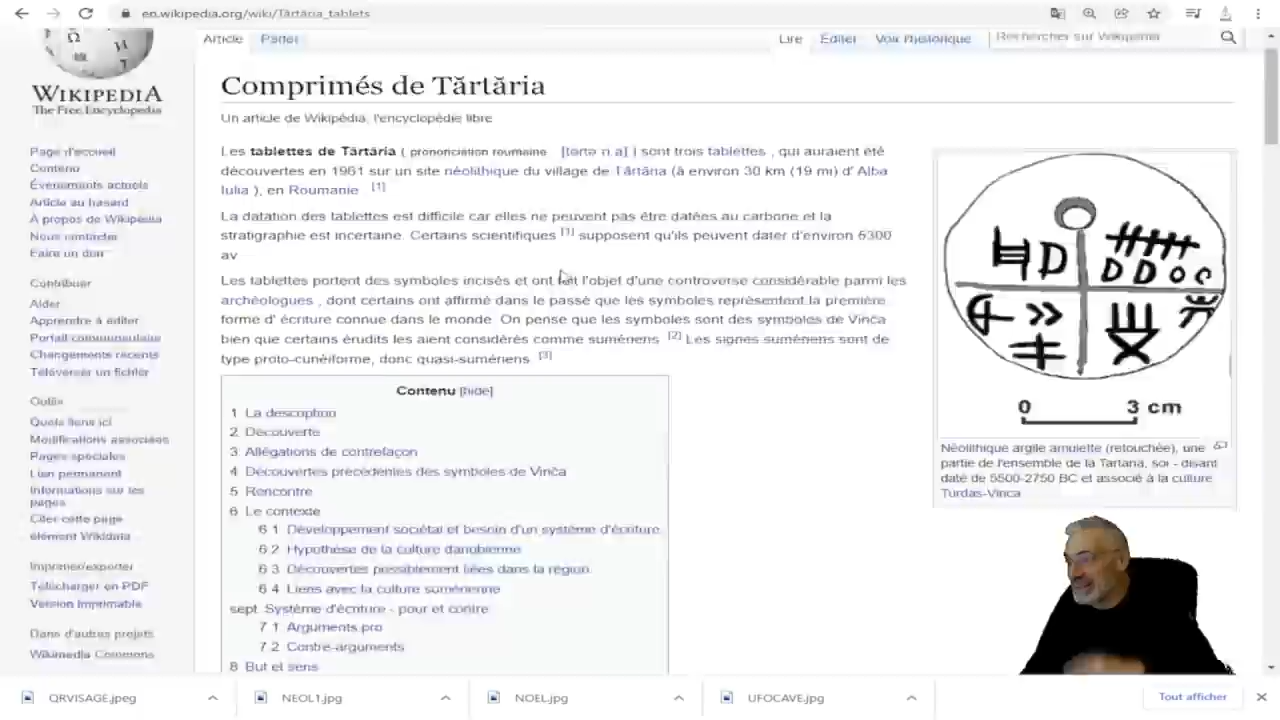 en.wikipedia.org/wiki/Tărtăria_tablets
Article Parler Lire Éditer Voir l'historique Rechercher sur Wikipédia
WIKIPEDIA
The Free Encyclopedia
Comprimés de Tărtăria
Un article de Wikipédia, l'encyclopédie libre
Les tablettes de Tărtăria ( prononciation roumaine ) sont trois tablettes , qui auraient été
découvertes en 1961 sur un site néolithique du village de Tărtăria (à environ 30 km (19 mi) d' Alba
Iulia ), en Roumanie . [1]
La datation des tablettes est difficile car elles ne peuvent pas être datées au carbone et la
stratigraphie est incertaine. Certains scientifiques [1] supposent qu'ils peuvent dater d'environ 5300
av
Les tablettes portent des symboles incisés et ont fait l'objet d'une controverse considérable parmi les
archéologues , dont certains ont affirmé dans le passé que les symboles représentent la première
forme d' écriture connue dans le monde. On pense que les symboles sont des symboles de Vinča
bien que certains érudits les aient considérés comme sumériens . [2] Les signes sumériens sont de
type proto-cunéiforme, donc quasi-sumériens . [3]
Contenu [hide]
1 La description
2 Découverte
3 Allégations de contrefaçon
4 Découvertes précédentes des symboles de Vinča
5 Rencontre
6 Le contexte
6.1 Développement sociétal et besoin d'un système d'écriture
6.2 Hypothèse de la culture danubienne
6.3 Découvertes possiblement liées dans la région
6.4 Liens avec la culture sumérienne
sept Système d'écriture - pour et contre
7.1 Arguments pro
7.2 Contre-arguments
8 But et sens
Page d'accueil
Contenu
Événements actuels
Article au hasard
À propos de Wikipédia
Nous contacter
Faire un don
Contribuer
Aider
Apprendre à éditer
Portail communautaire
Changements récents
Téléverser un fichier
Outils
Quels liens ici
Modifications associées
Pages spéciales
Lien permanent
Informations sur les
pages
Citer cette page
élément Wikidata
Imprimer/exporter
Télécharger en PDF
Version imprimable
Dans d'autres projets
Wikimedia Commons
0 3 cm
Néolithique argile amulette (retouchée), une
partie de l'ensemble de la Tartaria, soi - disant
daté de 5500-2750 BC et associé à la culture
Turdaş-Vinča
QRVISAGE.jpeg NEOL1.jpg NOEL.jpg UFOCAVE.jpg Tout afficher